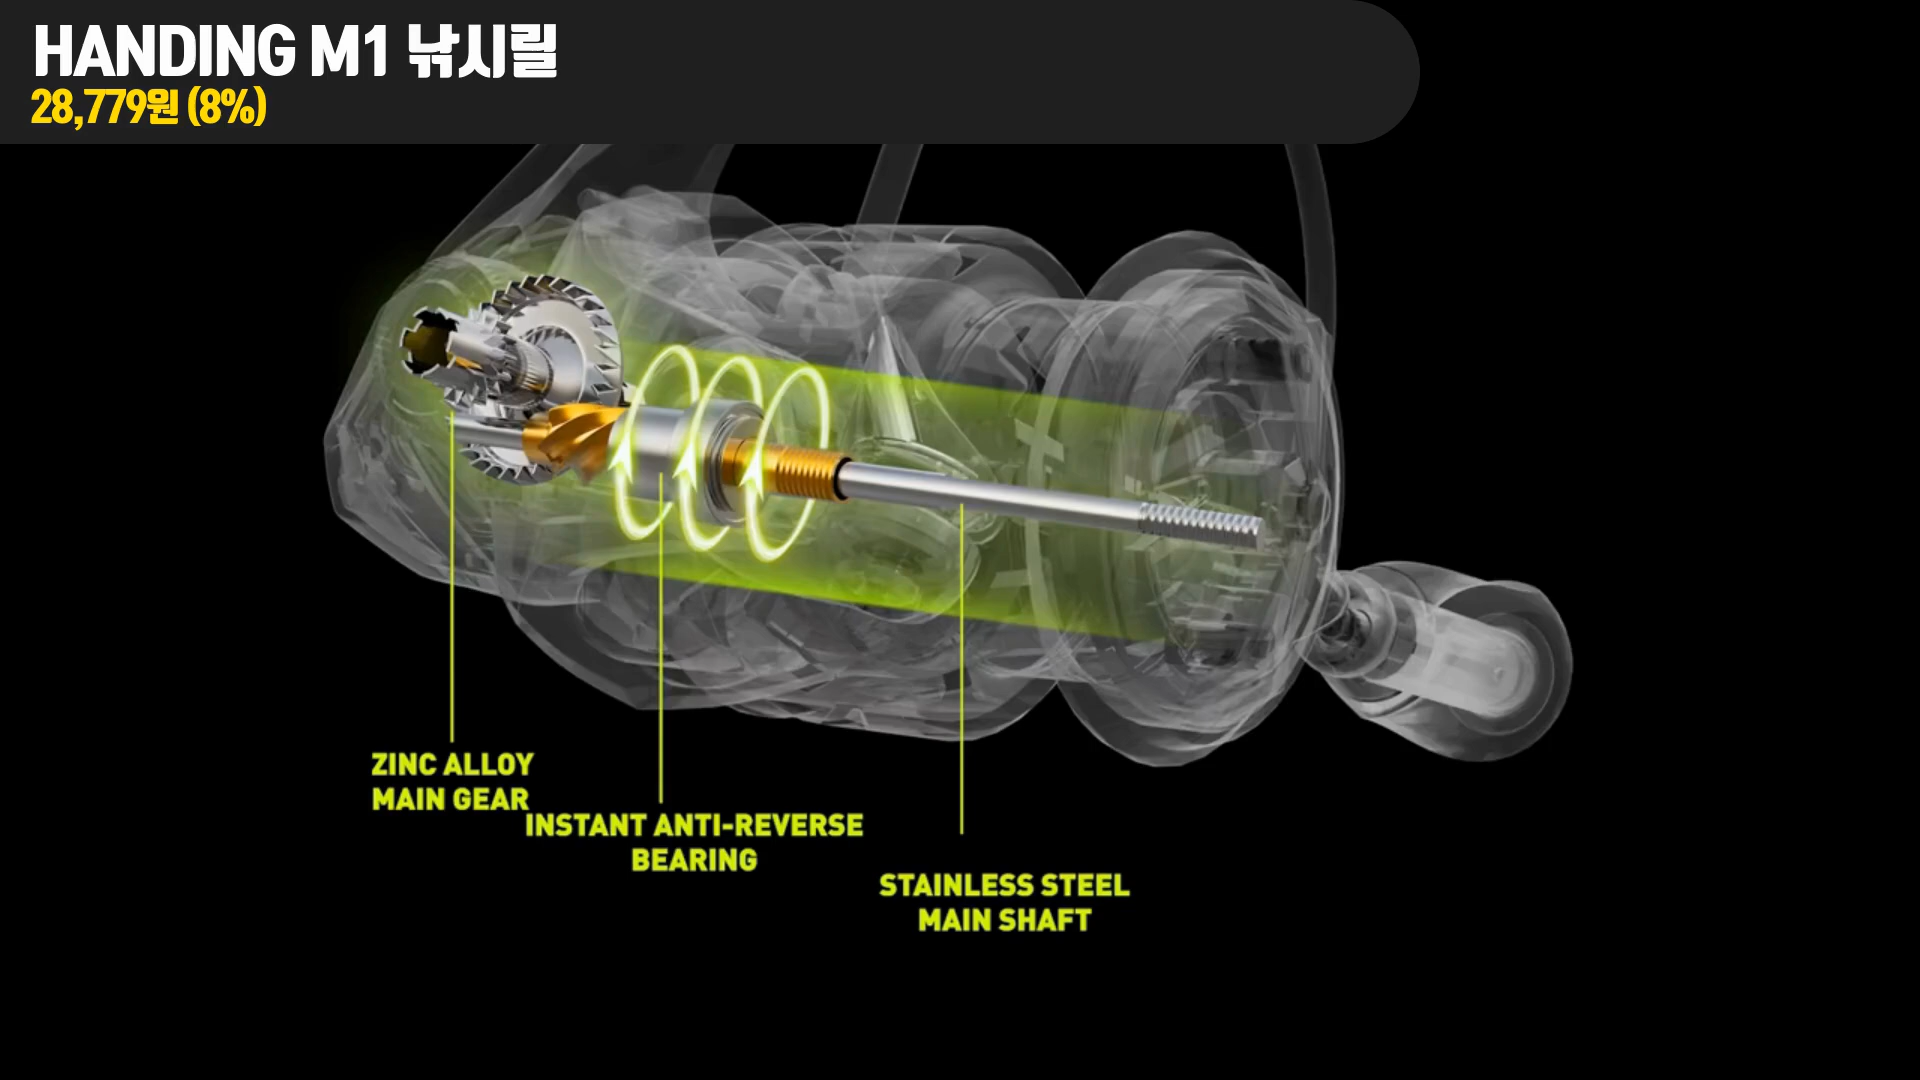 HANDING M1 낚시릴
28,779원 (8%)
ZINC ALLOY
MAIN GEAR
INSTANT ANTI-REVERSE
BEARING
STAINLESS STEEL
MAIN SHAFT